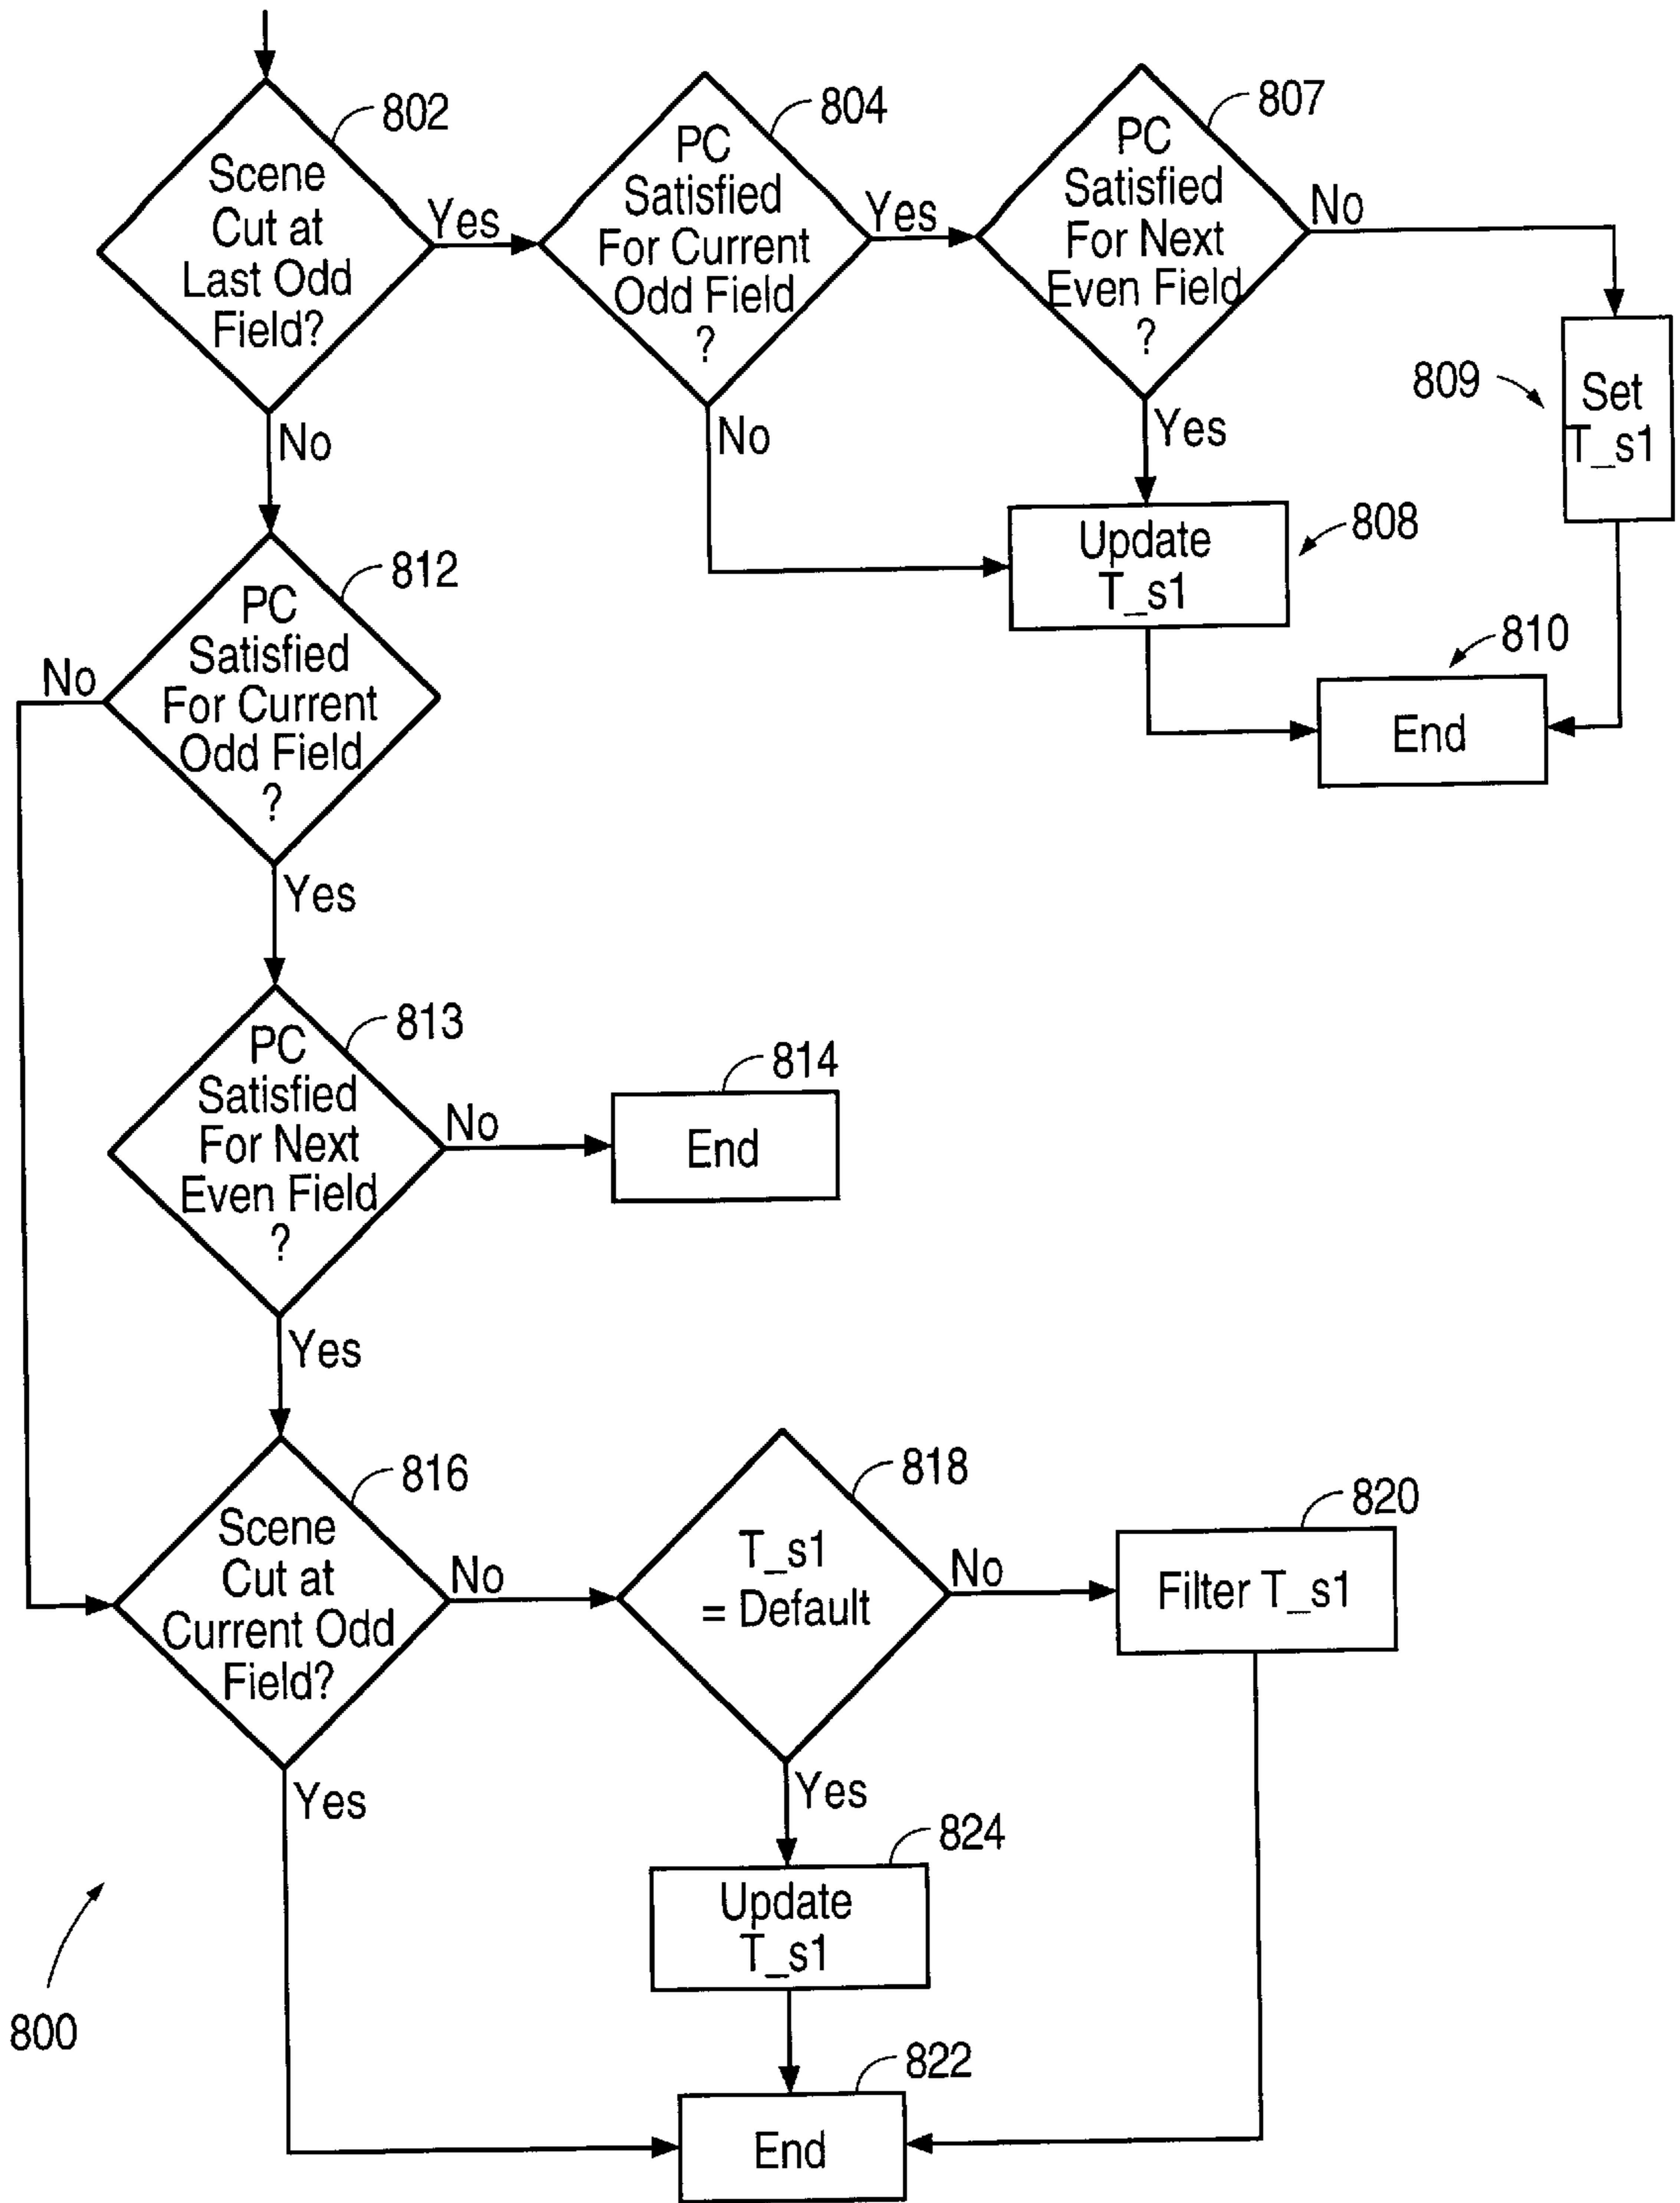 802
Scene
Cut at
Last Odd
Field?
Yes
No
804
PC
Satisfied
For Current
Odd Field
?
Yes
No
807
PC
Satisfied
For Next
Even Field
?
No
Yes
809
Set
T_s1
Update
T_s1
808
810
End
812
PC
Satisfied
For Current
Odd Field
?
No
Yes
813
PC
Satisfied
For Next
Even Field
?
No
Yes
814
End
816
Scene
Cut at
Current Odd
Field?
No
Yes
818
T_s1
= Default
No
Yes
820
Filter T_s1
824
Update
T_s1
822
End
800